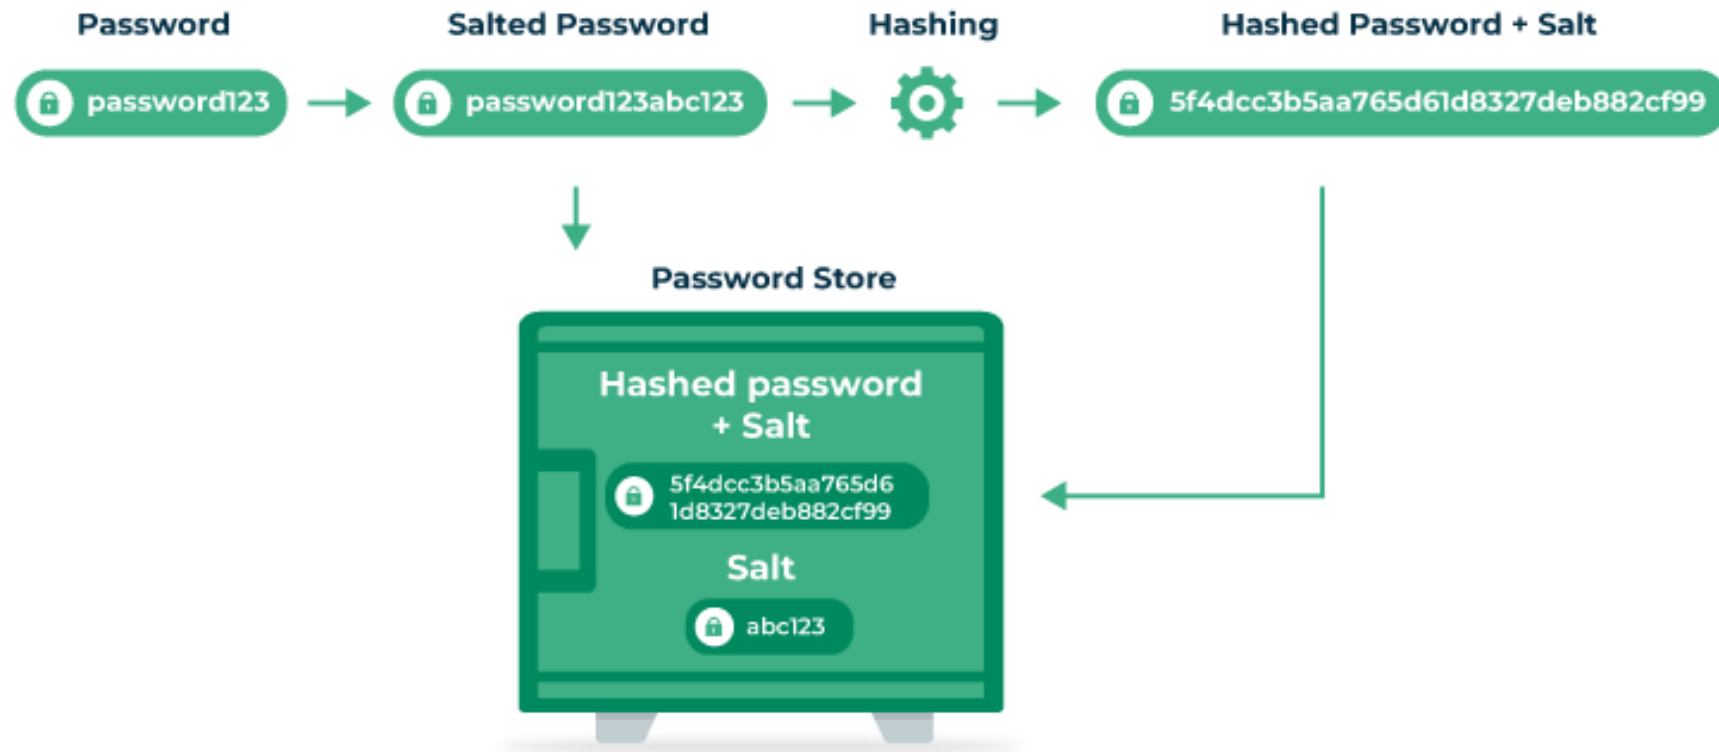 Password
Salted Password
Hashing
Hashed Password + Salt
password123
password123abc123
5f4dcc3b5aa765d61d8327deb882cf99
Password Store
Hashed password
+ Salt
5f4dcc3b5aa765d6
1d8327deb882cf99
Salt
abc123